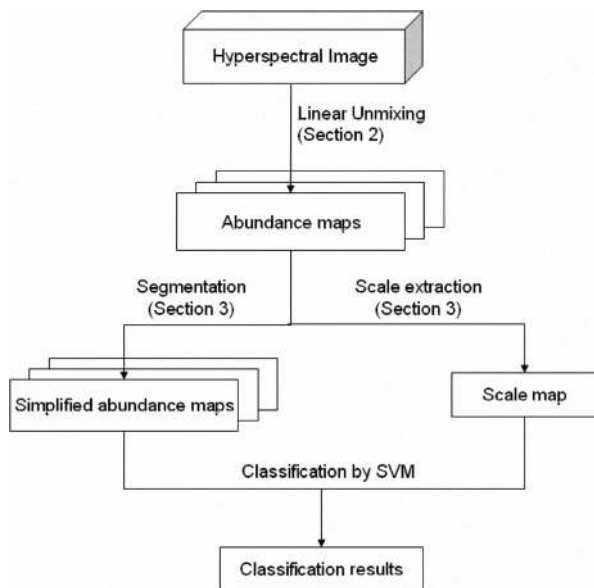 Hyperspectral Image
Linear Unmixing
(Section 2)
Abundance maps
Segmentation
(Section 3)
Scale extraction
(Section 3)
Simplified abundance maps
Scale map
Classification by SVM
Classification results